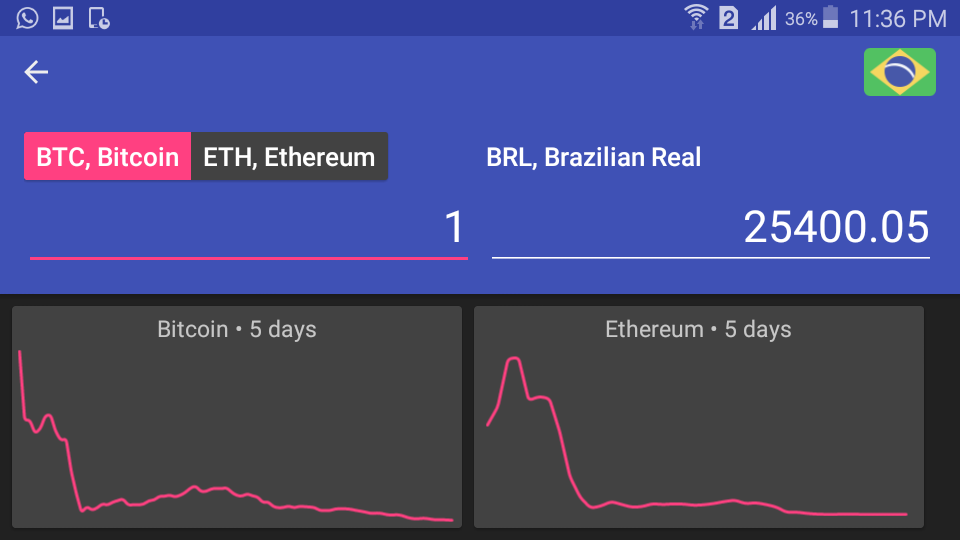 2 36% 11:36 PM
BTC, Bitcoin ETH, Ethereum BRL, Brazilian Real
1 25400.05
Bitcoin • 5 days Ethereum • 5 days